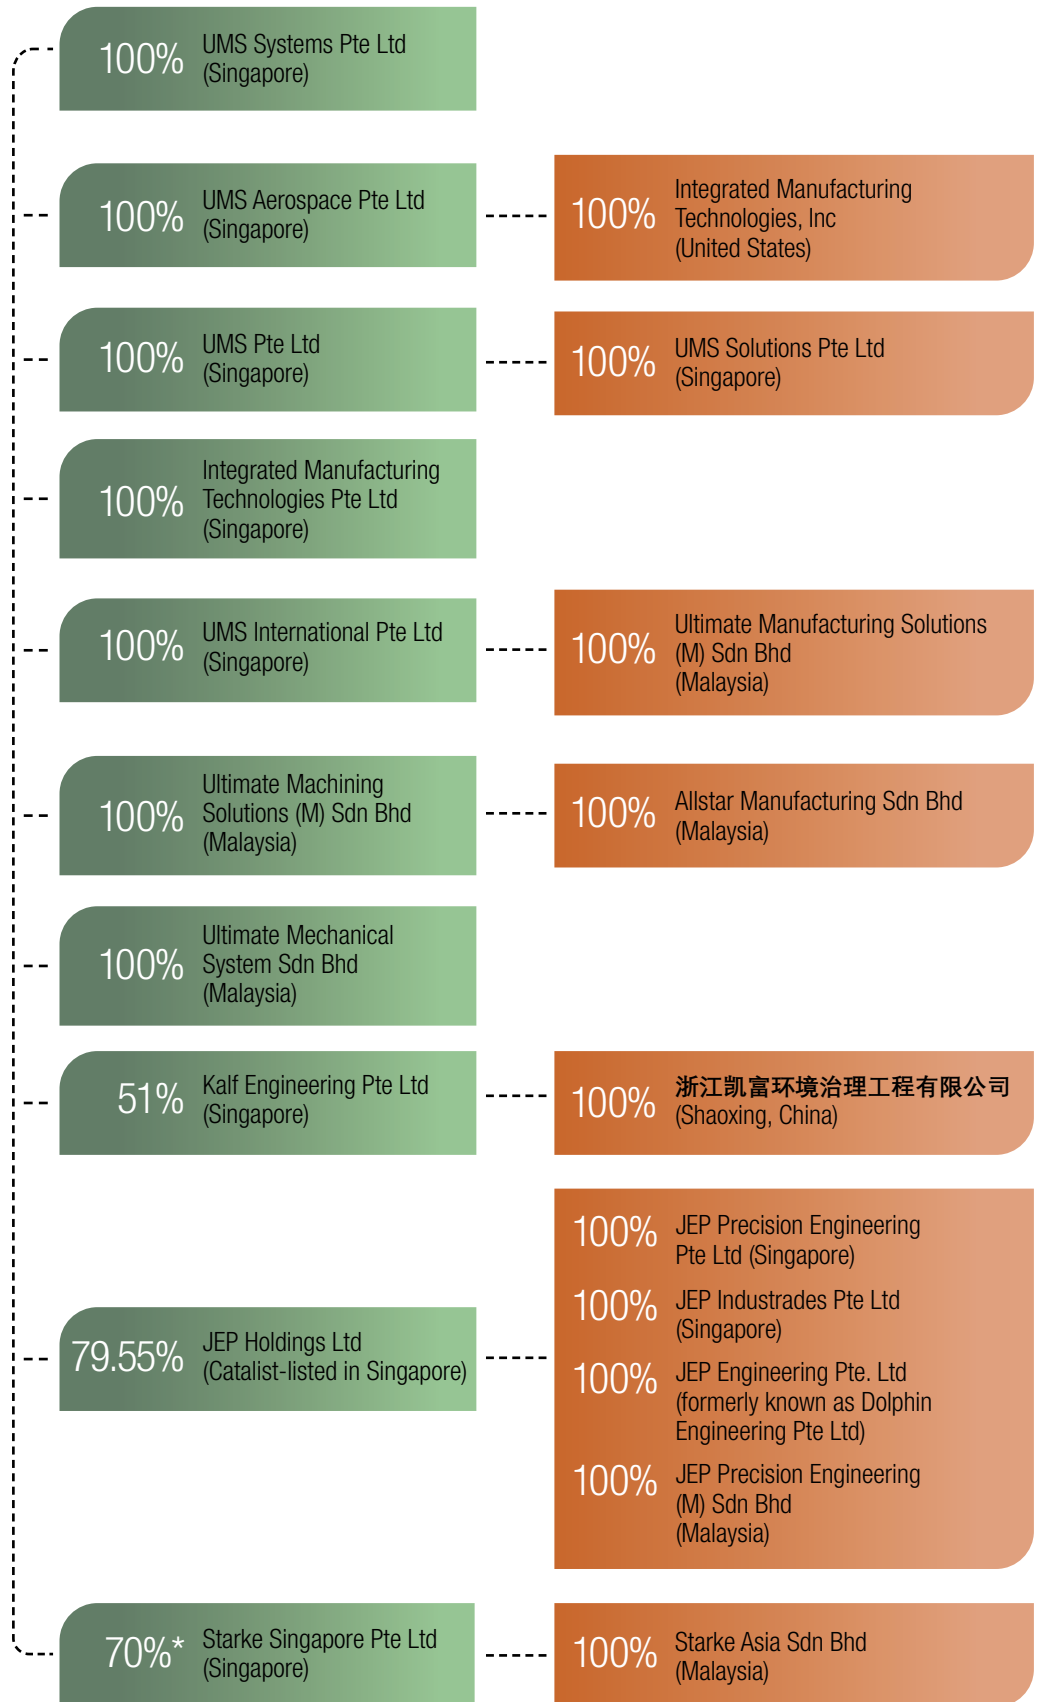 100%
UMS Systems Pte Ltd
(Singapore)
100%
UMS Aerospace Pte Ltd
(Singapore)
100%
Integrated Manufacturing
Technologies, Inc
(United States)
100%
UMS Pte Ltd
(Singapore)
100%
UMS Solutions Pte Ltd
(Singapore)
100%
Integrated Manufacturing
Technologies Pte Ltd
(Singapore)
100%
UMS International Pte Ltd
(Singapore)
100%
Ultimate Manufacturing Solutions
(M) Sdn Bhd
(Malaysia)
100%
Ultimate Machining
Solutions (M) Sdn Bhd
(Malaysia)
100%
Allstar Manufacturing Sdn Bhd
(Malaysia)
100%
Ultimate Mechanical
System Sdn Bhd
(Malaysia)
51%
Kalf Engineering Pte Ltd
(Singapore)
100%
浙江凯富环境治理工程有限公司
(Shaoxing, China)
79.55%
JEP Holdings Ltd
(Catalist-listed in Singapore)
100%
JEP Precision Engineering
Pte Ltd (Singapore)
100%
JEP Industrades Pte Ltd
(Singapore)
100%
JEP Engineering Pte. Ltd
(formerly known as Dolphin
Engineering Pte Ltd)
100%
JEP Precision Engineering
(M) Sdn Bhd
(Malaysia)
70%*
Starke Singapore Pte Ltd
(Singapore)
100%
Starke Asia Sdn Bhd
(Malaysia)